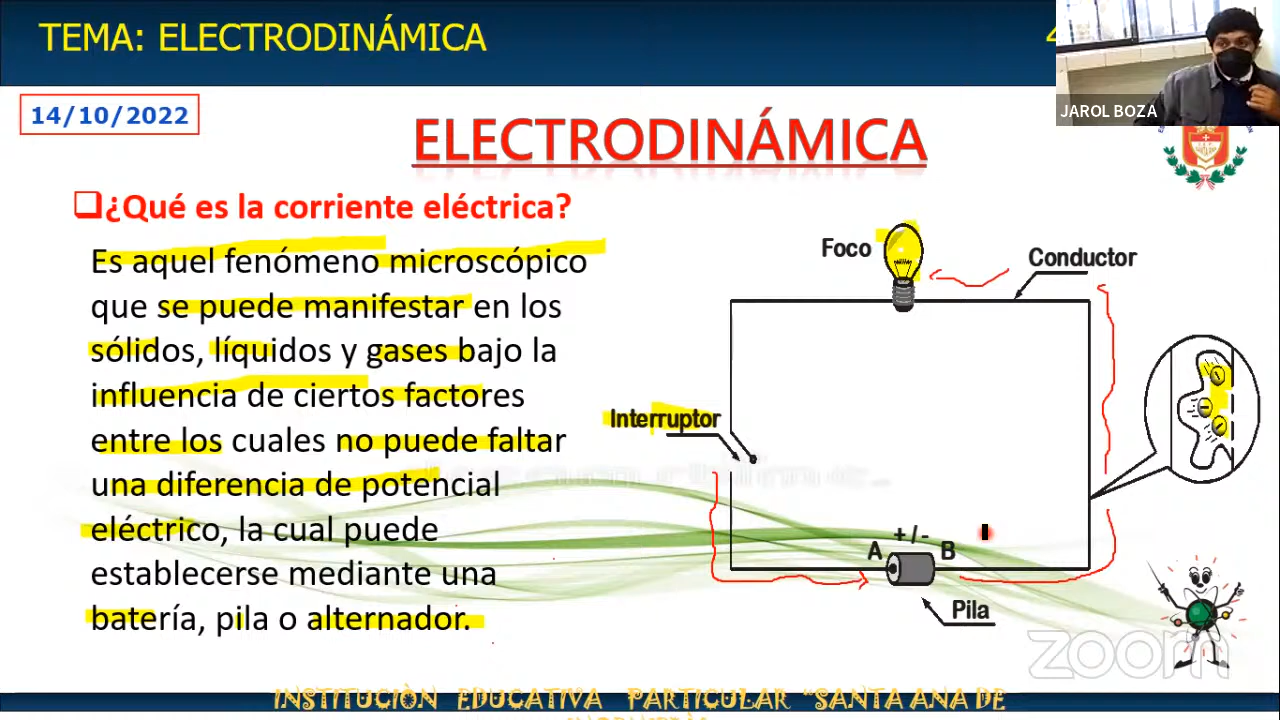 TEMA: ELECTRODINÁMICA
JAROL BOZA
14/10/2022
ELECTRODINÁMICA
¿Qué es la corriente eléctrica?
Es aquel fenómeno microscópico
que se puede manifestar en los
sólidos, líquidos y gases bajo la
influencia de ciertos factores
entre los cuales no puede faltar
una diferencia de potencial
eléctrico, la cual puede
establecerse mediante una
batería, pila o alternador.
Foco
Conductor
Interruptor
+/-
A
B
Pila
zoom
INSTITUCIÒN EDUCATIVA PARTICULAR “SANTA ANA DE